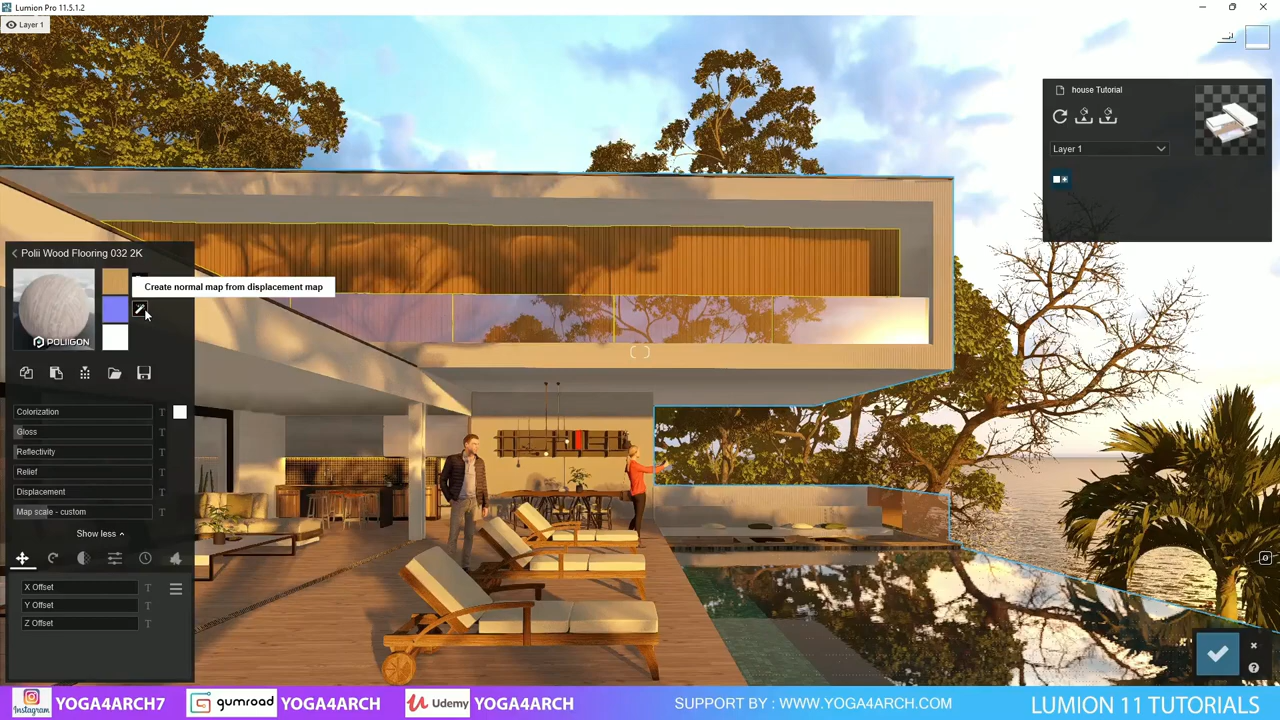 Lumion Pro 11.5.1.2
Layer 1
house Tutorial
Layer 1
Polii Wood Flooring 032 2K
Create normal map from displacement map
POLIIGON
Colorization T
Gloss T
Reflectivity T
Relief T
Displacement T
Map scale - custom T
Show less
X Offset T
Y Offset T
Z Offset T
Instagram YOGA4ARCH7 gumroad YOGA4ARCH Udemy YOGA4ARCH SUPPORT BY : WWW.YOGA4ARCH.COM LUMION 11 TUTORIALS